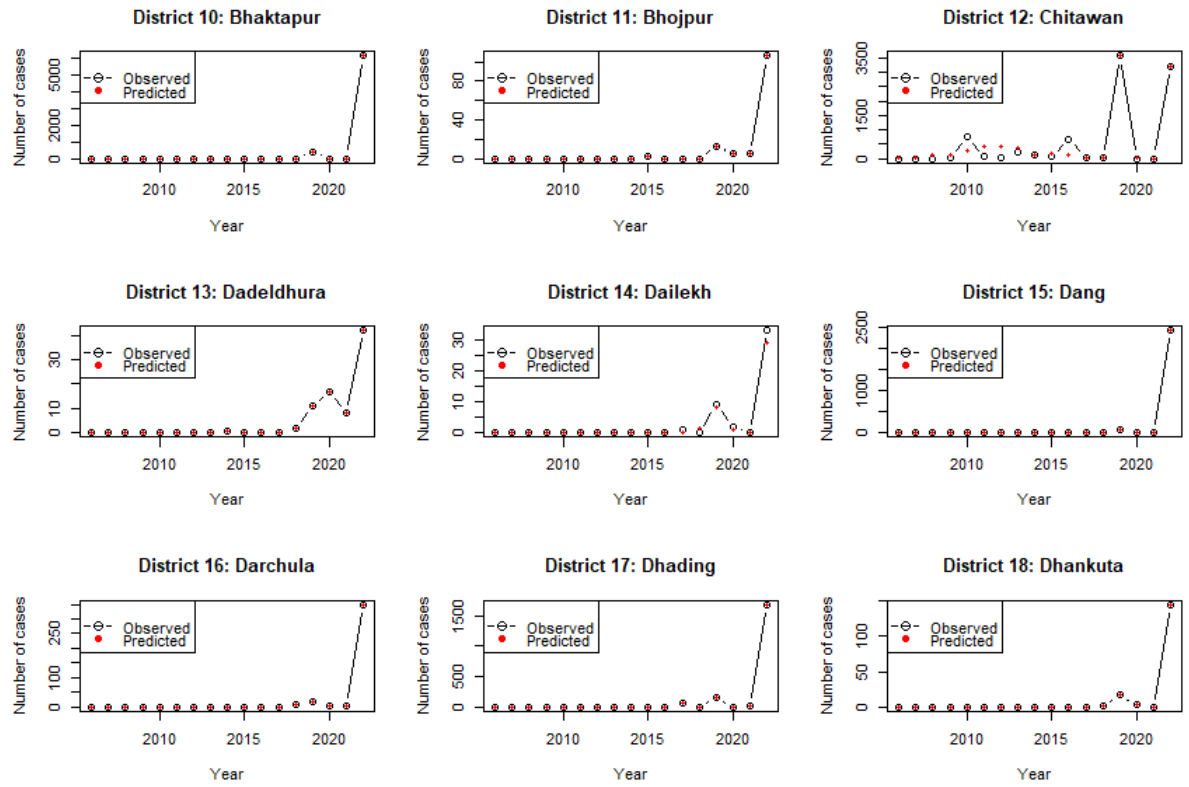 District 10: Bhaktapur
Number of cases
5000
2000
0
Observed
Predicted
2010 2015 2020
Year
District 11: Bhojpur
Number of cases
80
40
0
Observed
Predicted
2010 2015 2020
Year
District 12: Chitawan
Number of cases
3500
1500
0
Observed
Predicted
2010 2015 2020
Year
District 13: Dadeldhura
Number of cases
30
10
0
Observed
Predicted
2010 2015 2020
Year
District 14: Dailekh
Number of cases
30
20
10
0
Observed
Predicted
2010 2015 2020
Year
District 15: Dang
Number of cases
2500
1000
0
Observed
Predicted
2010 2015 2020
Year
District 16: Darchula
Number of cases
250
100
0
Observed
Predicted
2010 2015 2020
Year
District 17: Dhading
Number of cases
1500
500
0
Observed
Predicted
2010 2015 2020
Year
District 18: Dhankuta
Number of cases
100
50
0
Observed
Predicted
2010 2015 2020
Year